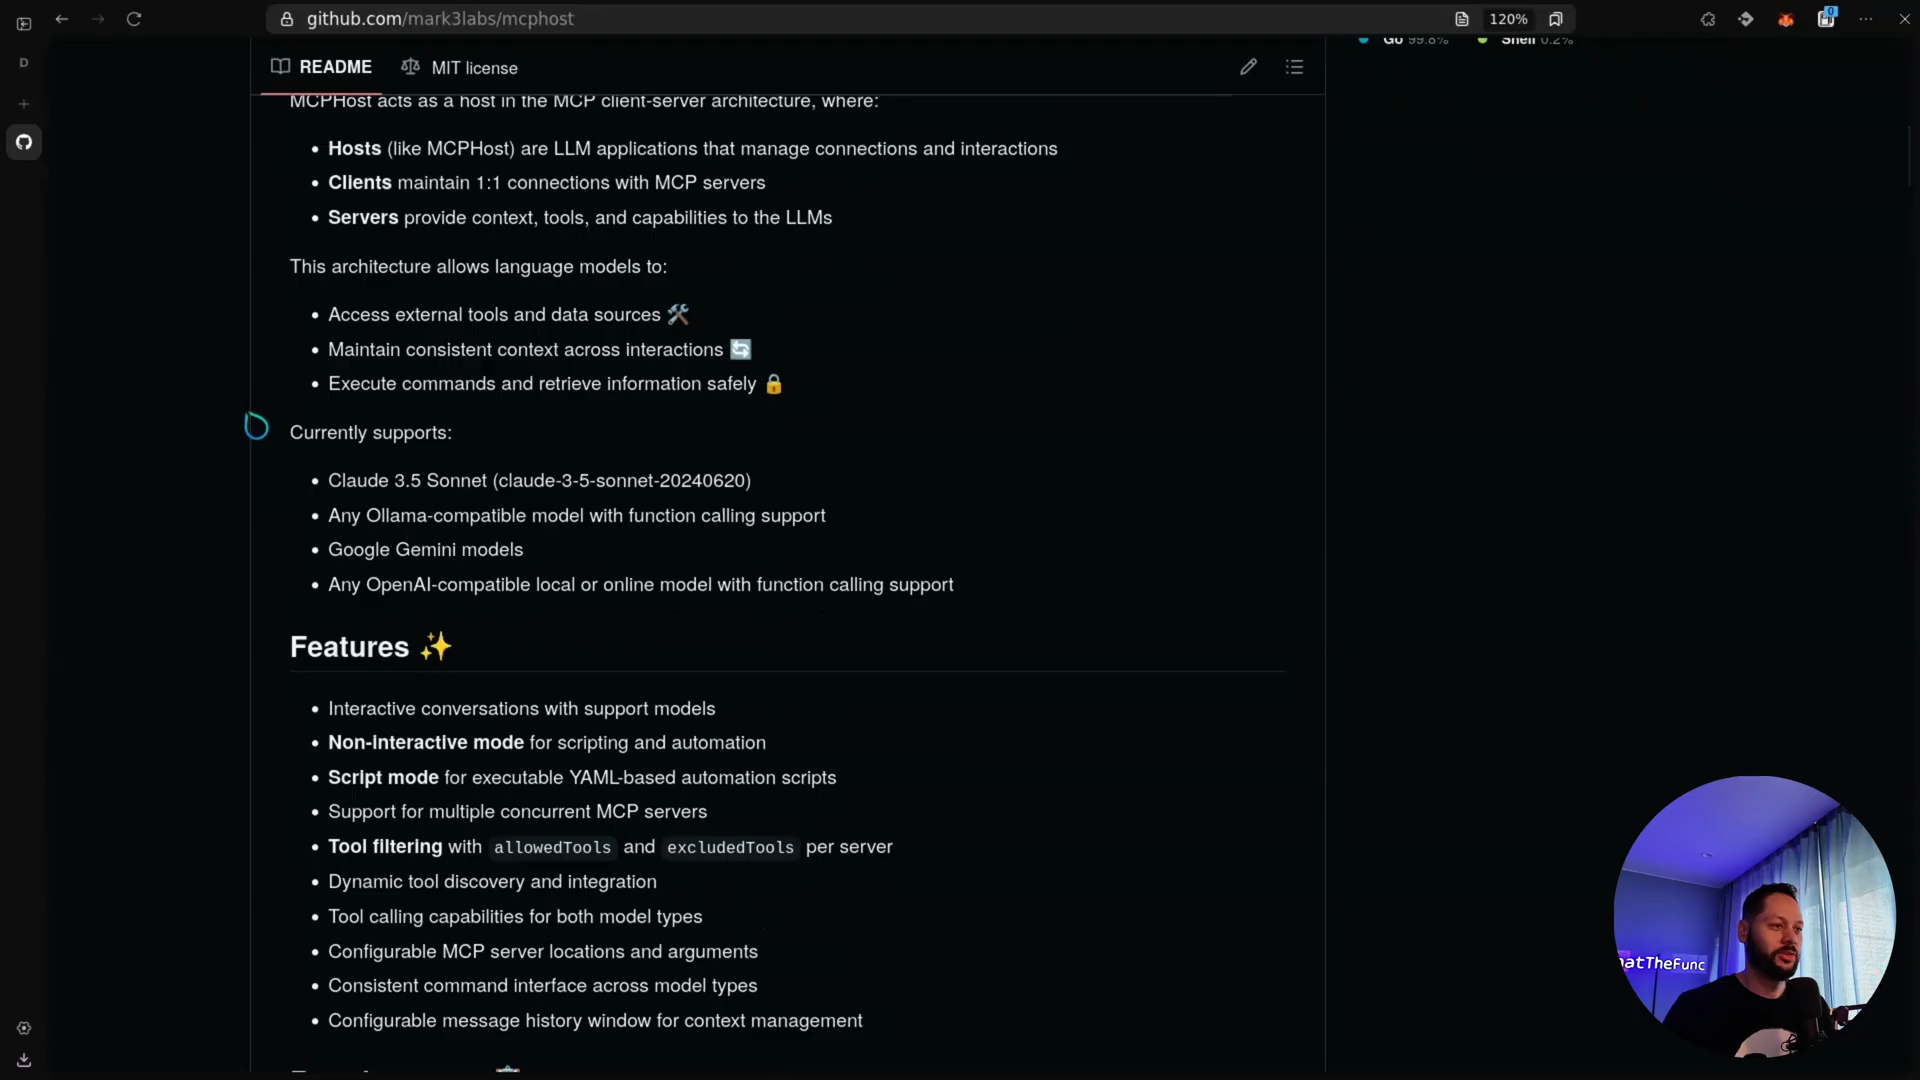 github.com/mark3labs/mcphost
120%
0
D
Go 99.8%
Shell 0.2%
README
MIT license
MCPHost acts as a host in the MCP client-server architecture, where:
• Hosts (like MCPHost) are LLM applications that manage connections and interactions
• Clients maintain 1:1 connections with MCP servers
• Servers provide context, tools, and capabilities to the LLMs
This architecture allows language models to:
• Access external tools and data sources 🛠️
• Maintain consistent context across interactions 🔄
• Execute commands and retrieve information safely 🔒
Currently supports:
• Claude 3.5 Sonnet (claude-3-5-sonnet-20240620)
• Any Ollama-compatible model with function calling support
• Google Gemini models
• Any OpenAI-compatible local or online model with function calling support
Features ✨
• Interactive conversations with support models
• Non-interactive mode for scripting and automation
• Script mode for executable YAML-based automation scripts
• Support for multiple concurrent MCP servers
• Tool filtering with allowedTools and excludedTools per server
• Dynamic tool discovery and integration
• Tool calling capabilities for both model types
• Configurable MCP server locations and arguments
• Consistent command interface across model types
• Configurable message history window for context management
atTheFunc